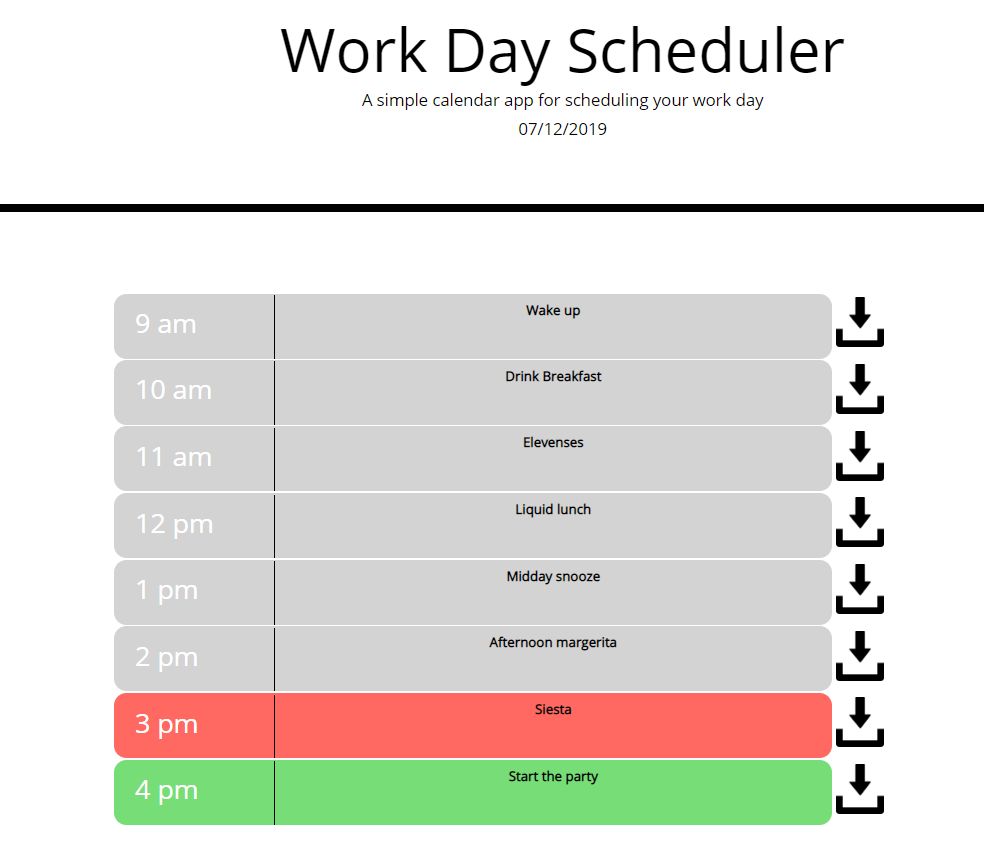 Work Day Scheduler
A simple calendar app for scheduling your work day
07/12/2019
9 am Wake up
10 am Drink Breakfast
11 am Elevenses
12 pm Liquid lunch
1 pm Midday snooze
2 pm Afternoon margerita
3 pm Siesta
4 pm Start the party